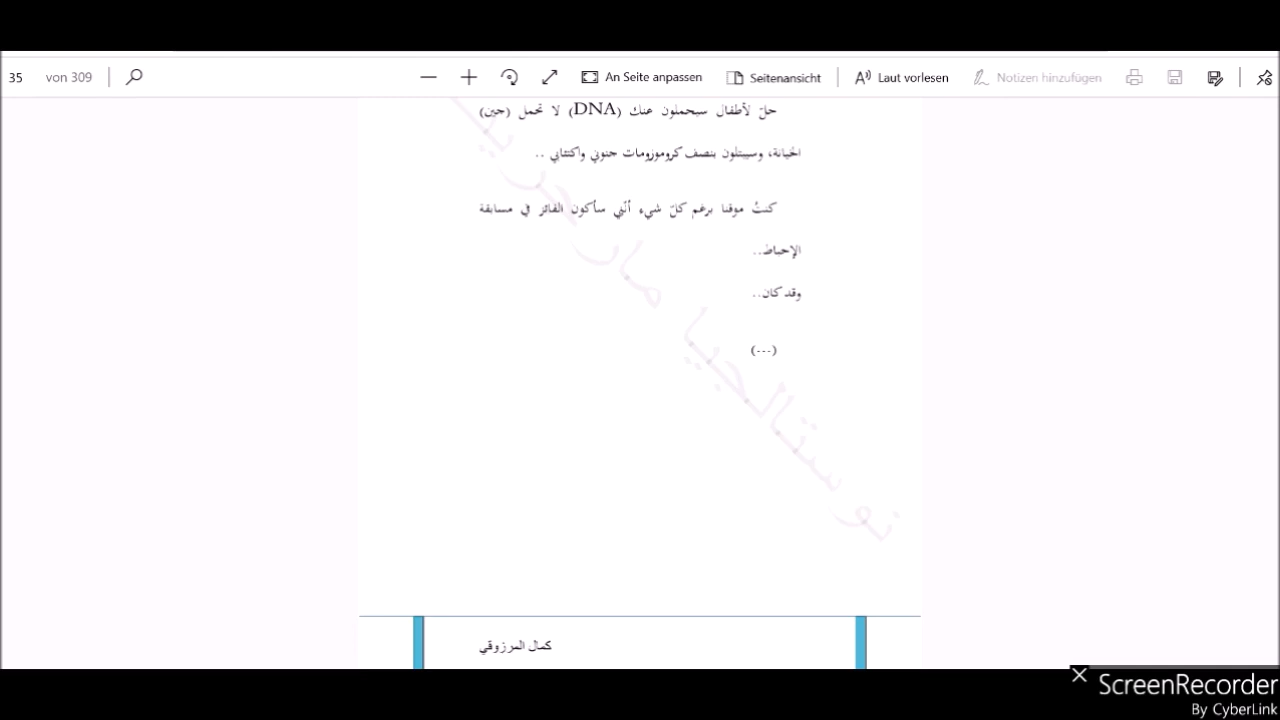 35 von 309 An Seite anpassen Seitenansicht Laut vorlesen Notizen hinzufügen
حلّ لأطفال سيحملون عنك (DNA) لا تحمل (جين)
الخيانة، وسيبتلون بنصف كروموزومات جنوني واكتئابي ..
كنتُ موقنا برغم كلّ شيء أنّني سأكون الفائز في مسابقة
الإحباط..
وقد كان..
(...)
كمال المرزوقي
ScreenRecorder
By CyberLink